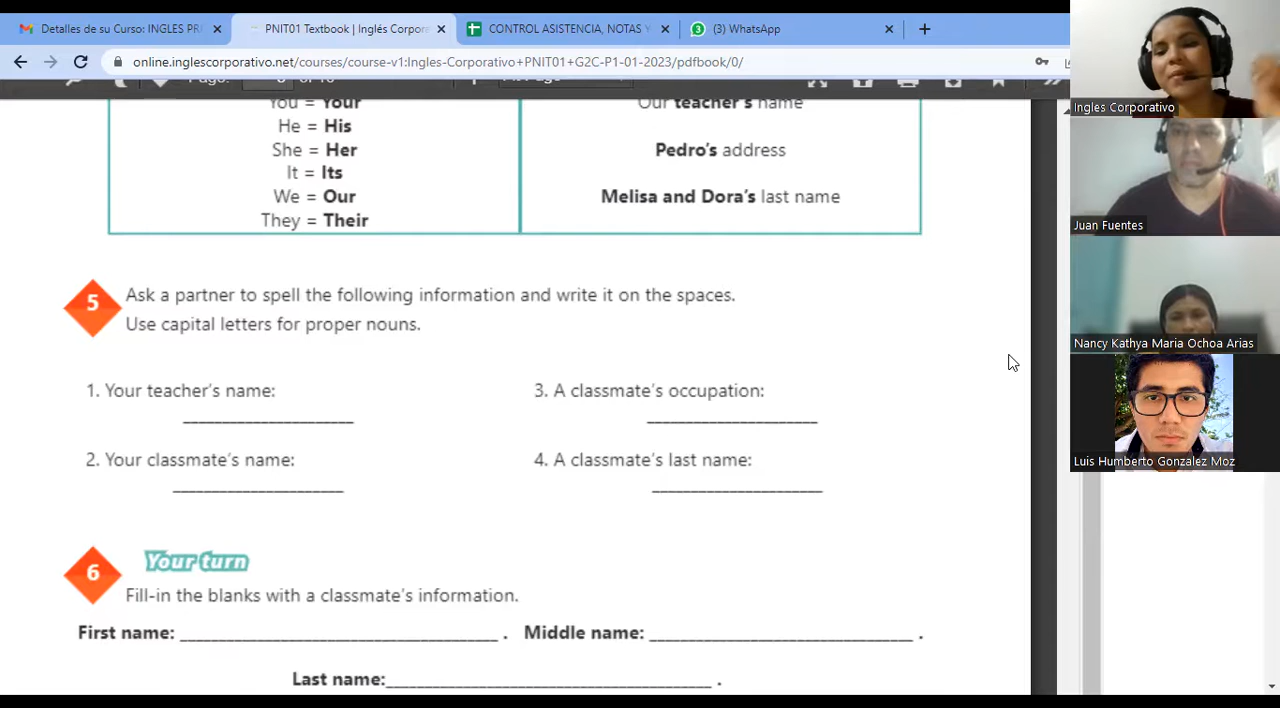 Detalles de su Curso: INGLES PR
PNIT01 Textbook | Inglés Corpor
CONTROL ASISTENCIA, NOTAS Y
(3) WhatsApp
online.inglescorporativo.net/courses/course-v1:Ingles-Corporativo+PNIT01+G2C-P1-01-2023/pdfbook/0/
You = Your
He = His
She = Her
It = Its
We = Our
They = Their
Our teacher's name
Pedro's address
Melisa and Dora's last name
5
Ask a partner to spell the following information and write it on the spaces.
Use capital letters for proper nouns.
1. Your teacher's name:
2. Your classmate's name:
3. A classmate's occupation:
4. A classmate's last name:
6
Your turn
Fill-in the blanks with a classmate's information.
First name: ______________________ . Middle name: ______________________ .
Last name:______________________ .
Ingles Corporativo
Juan Fuentes
Nancy Kathya Maria Ochoa Arias
Luis Humberto Gonzalez Moz